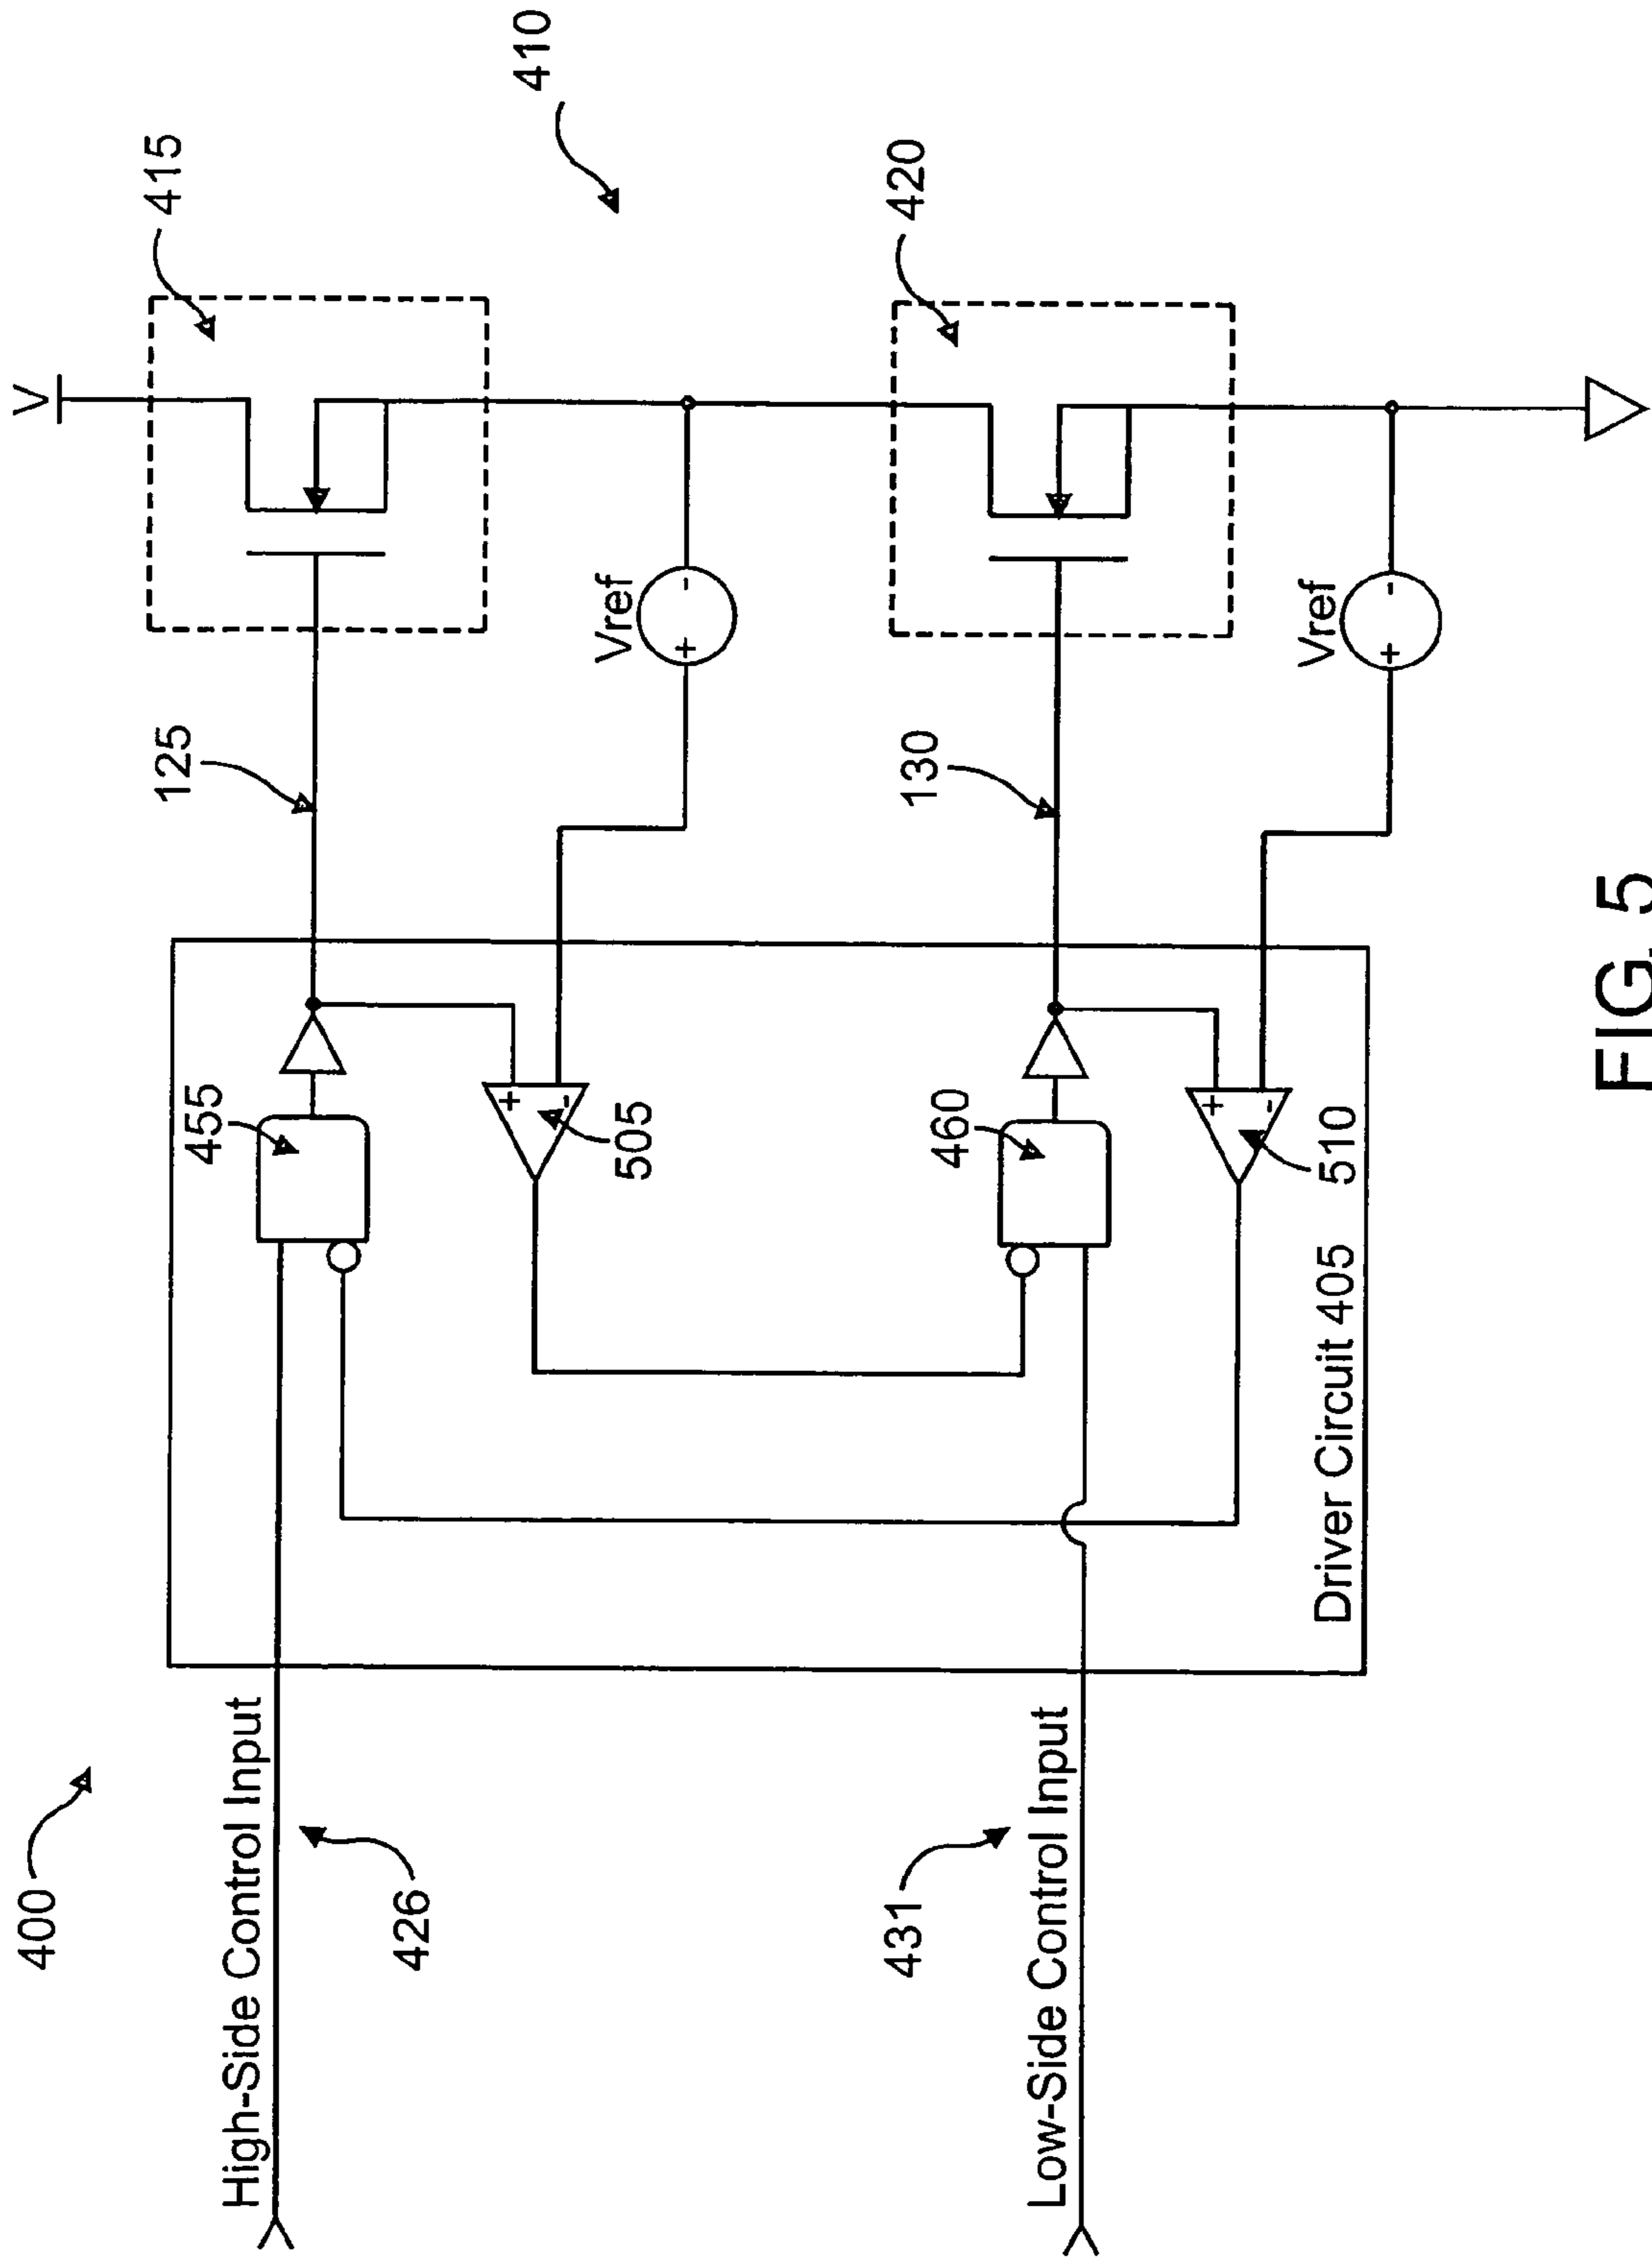 400
High-Side Control Input
426
431
Low-Side Control Input
Driver Circuit 405
455
+
-
505
460
+
-
510
125
130
Vref
+
-
Vref
+
-
V
415
410
420
FIG. 5